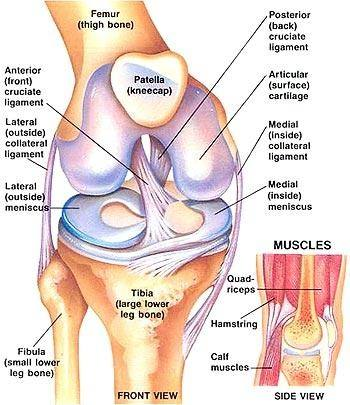 Femur
(thigh bone)
Posterior
(back)
cruciate
ligament
Anterior
(front)
cruciate
ligament
Patella
(kneecap)
Articular
(surface)
cartilage
Lateral
(outside)
collateral
ligament
Medial
(inside)
collateral
ligament
Lateral
(outside)
meniscus
Medial
(inside)
meniscus
MUSCLES
Quad-
riceps
Tibia
(large lower
leg bone)
Hamstring
Fibula
(small lower
leg bone)
Calf
muscles
FRONT VIEW
SIDE VIEW